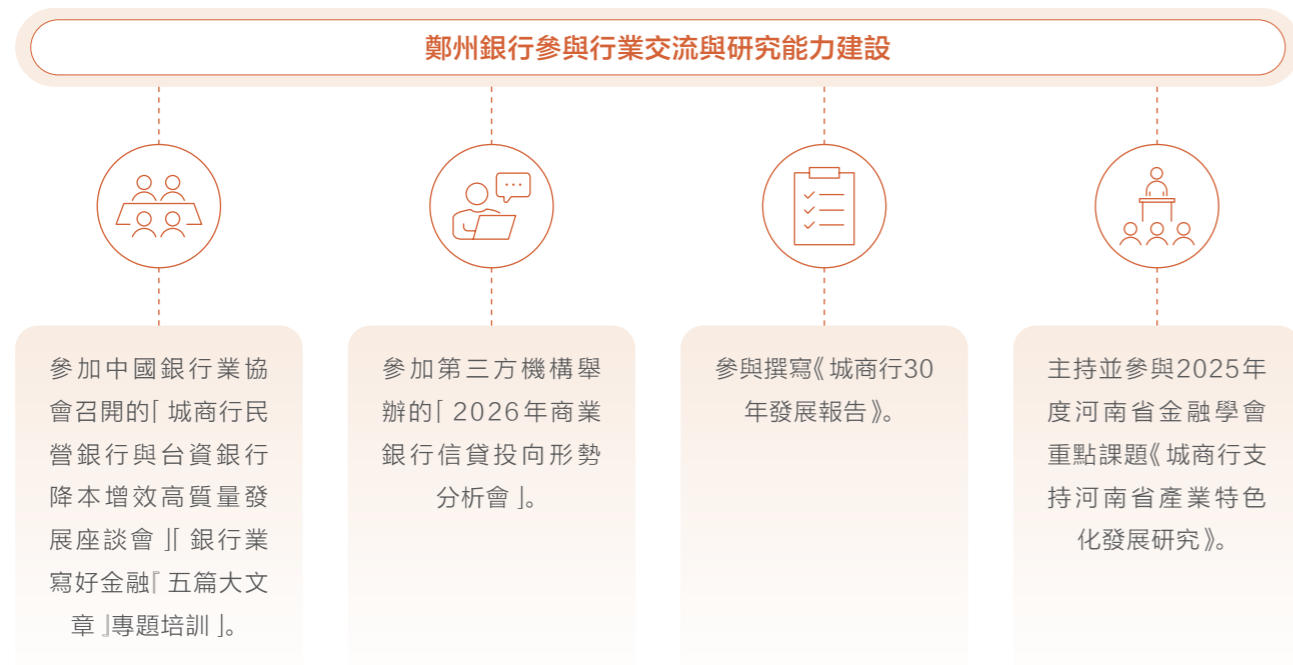 鄭州銀行參與行業交流與研究能力建設
參加中國銀行業協
會召開的「城商行民
營銀行與台資銀行
降本增效高質量發
展座談會」「銀行業
寫好金融『五篇大文
章』專題培訓」。
參加第三方機構舉
辦的「2026年商業
銀行信貸投向形勢
分析會」。
參與撰寫《城商行30
年發展報告》。
主持並參與2025年
度河南省金融學會
重點課題《城商行支
持河南省產業特色
化發展研究》。